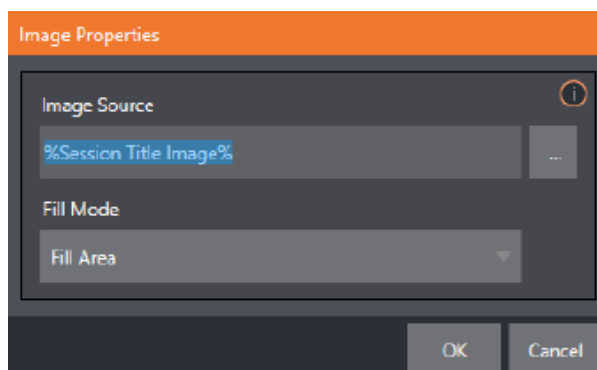 Image Properties
Image Source
%Session Title Image%
...
Fill Mode
Fill Area
OK Cancel